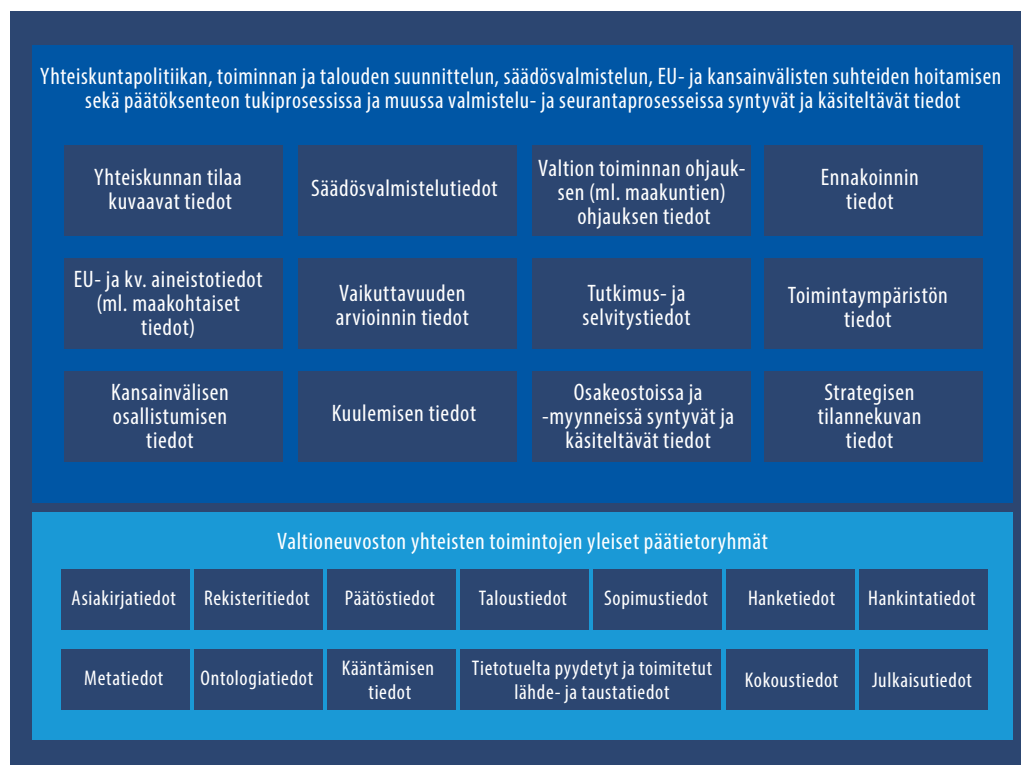 Yhteiskuntapolitiikan, toiminnan ja talouden suunnittelun, säädösvalmistelun, EU- ja kansainvälisten suhteiden hoitamisen
sekä päätöksenteon tukiprosessissa ja muussa valmistelu- ja seurantaprosesseissa syntyvät ja käsiteltävät tiedot
Yhteiskunnan tilaa
kuvaavat tiedot
Säädösvalmistelutiedot
Valtion toiminnan ohjauk-
sen (ml. maakuntien)
ohjauksen tiedot
Ennakoinnin
tiedot
EU- ja kv. aineistotiedot
(ml. maakohtaiset
tiedot)
Vaikuttavuuden
arvioinnin tiedot
Tutkimus- ja
selvitystiedot
Toimintaympäristön
tiedot
Kansainvälisen
osallistumisen
tiedot
Kuulemisen tiedot
Osakeostoissa ja
-myynneissä syntyvät ja
käsiteltävät tiedot
Strategisen
tilannekuvan
tiedot
Valtioneuvoston yhteisten toimintojen yleiset päätietoryhmät
Asiakirjatiedot
Rekisteritiedot
Päätöstiedot
Taloustiedot
Sopimustiedot
Hanketiedot
Hankintatiedot
Metatiedot
Ontologiatiedot
Kääntämisen
tiedot
Tietotuelta pyydetyt ja toimitetut
lähde- ja taustatiedot
Kokoustiedot
Julkaisutiedot